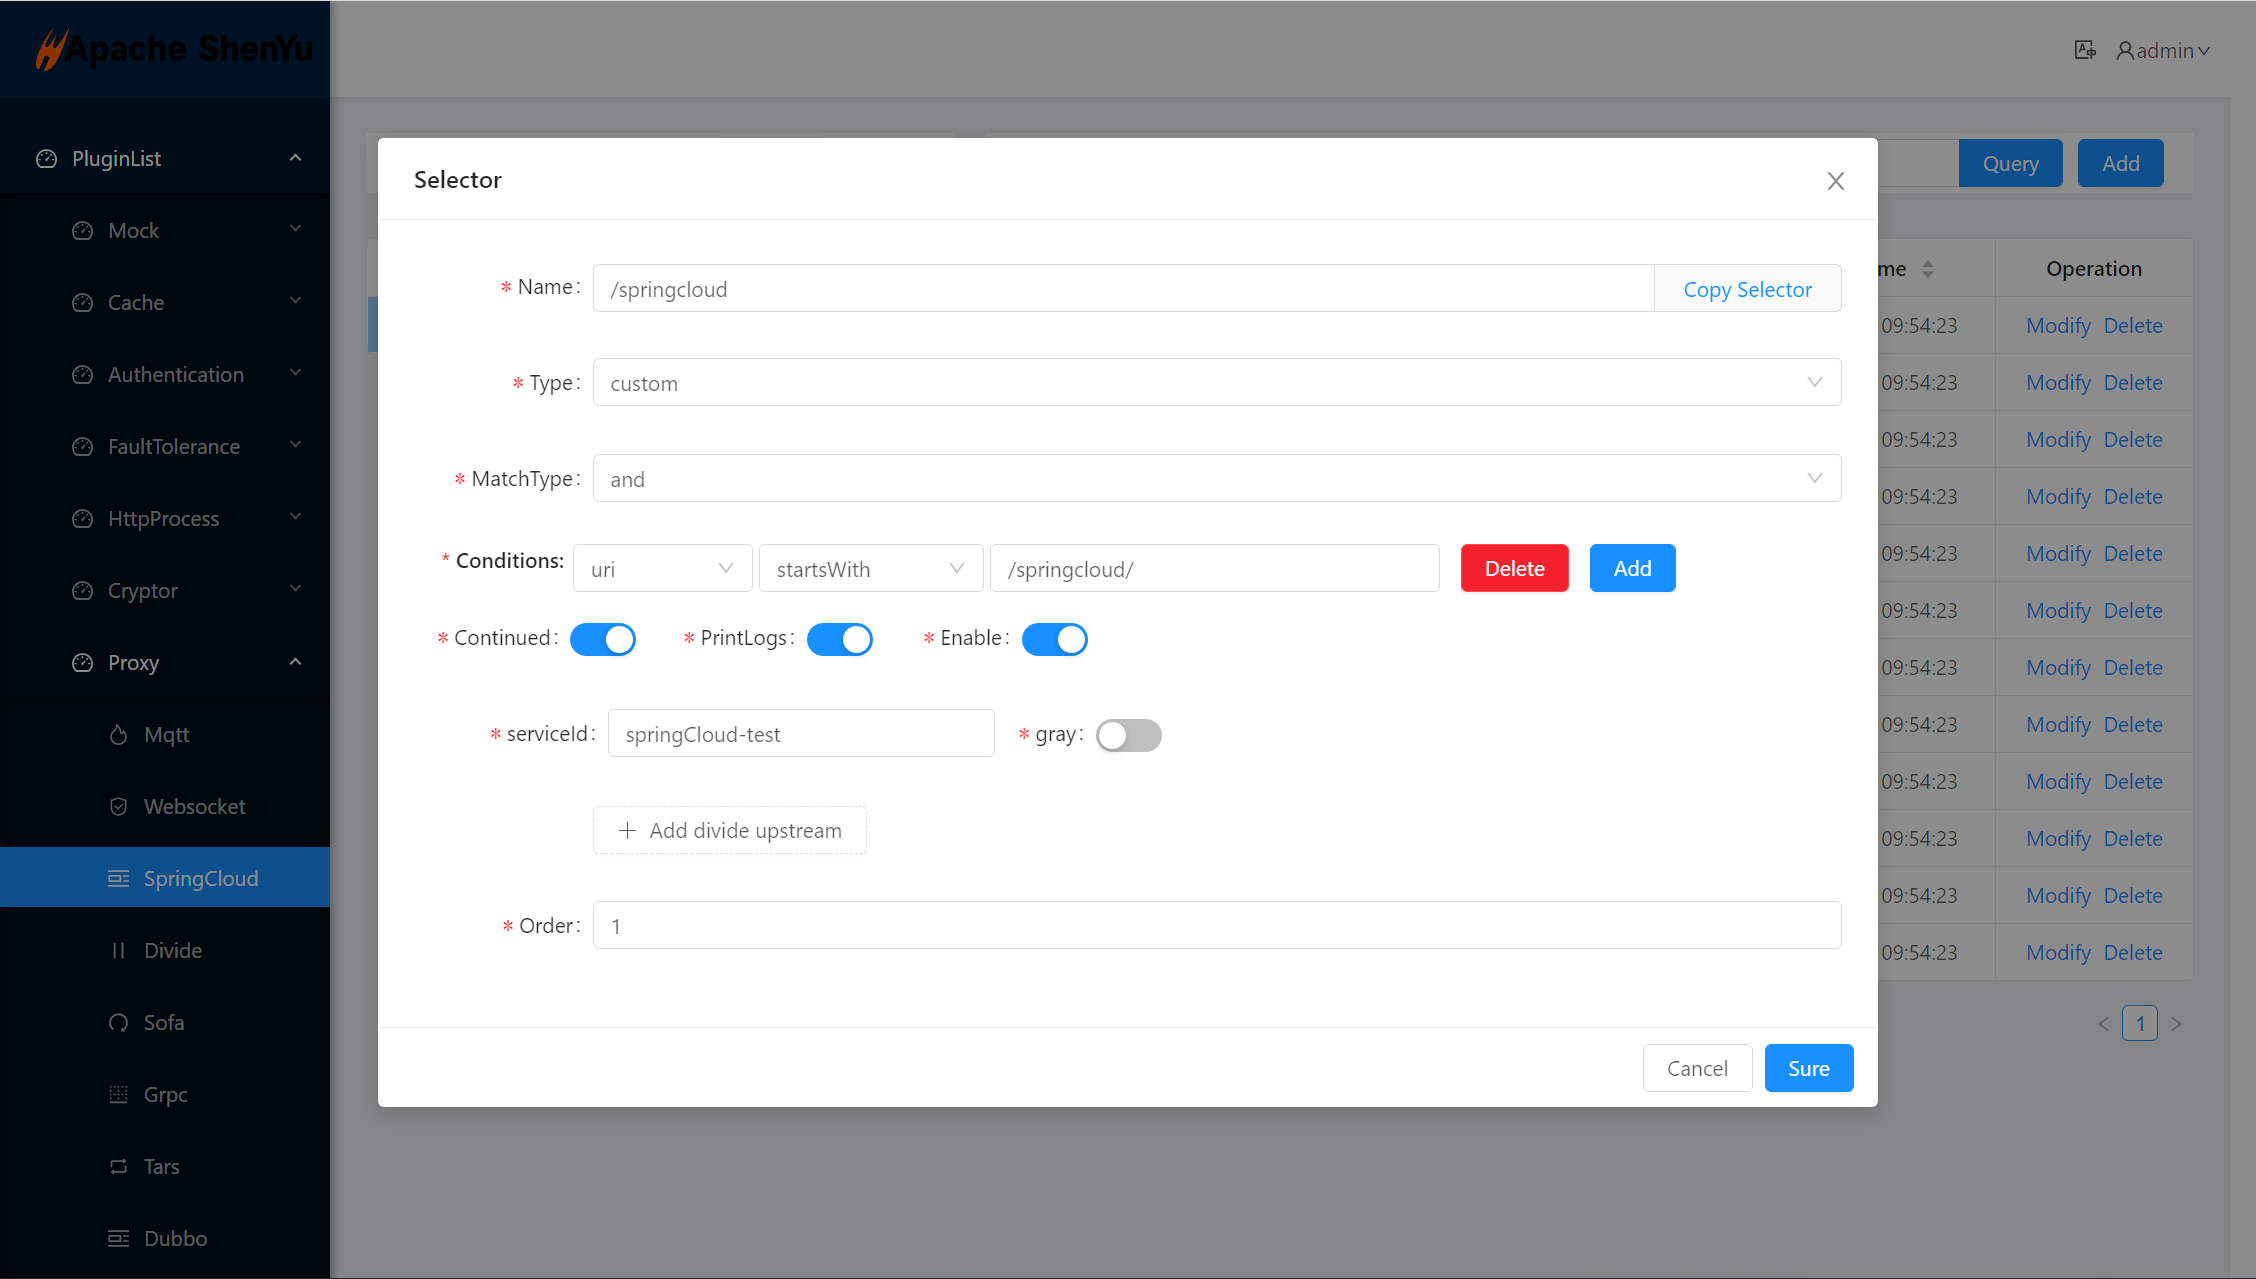 Apache ShenYu
admin
PluginList
Mock
Cache
Authentication
FaultTolerance
HttpProcess
Cryptor
Proxy
Mqtt
Websocket
SpringCloud
Divide
Sofa
Grpc
Tars
Dubbo
Query Add
Selector
* Name: /springcloud Copy Selector
* Type: custom
* MatchType: and
* Conditions: uri startsWith /springcloud/ Delete Add
* Continued: * PrintLogs: * Enable:
* serviceId: springCloud-test * gray:
+ Add divide upstream
* Order: 1
Cancel Sure
me Operation
09:54:23 Modify Delete
09:54:23 Modify Delete
09:54:23 Modify Delete
09:54:23 Modify Delete
09:54:23 Modify Delete
09:54:23 Modify Delete
09:54:23 Modify Delete
09:54:23 Modify Delete
09:54:23 Modify Delete
09:54:23 Modify Delete
09:54:23 Modify Delete
09:54:23 Modify Delete
< 1 >